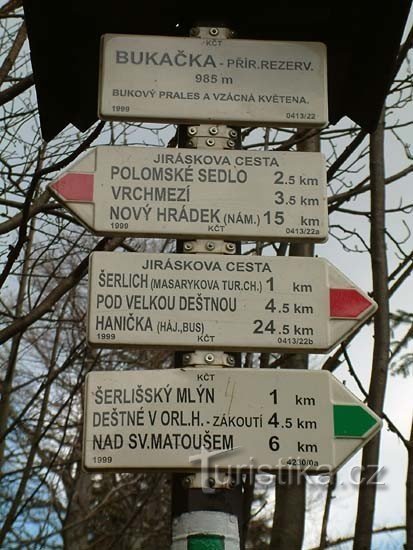 KČT
BUKAČKA - PŘÍR.REZERV.
985 m
BUKOVÝ PRALES A VZÁCNÁ KVĚTENA.
1999 0413/22
JIRÁSKOVA CESTA
POLOMSKÉ SEDLO 2.5 KM
VRCHMEZÍ 3.5 KM
NOVÝ HRÁDEK (NÁM.) 15 KM
1999 KČT 0413/22a
JIRÁSKOVA CESTA
ŠERLICH (MASARYKOVA TUR.CH.) 1 KM
POD VELKOU DEŠTNOU 4.5 KM
HANIČKA (HÁJ.,BUS) 24.5 KM
1999 KČT 0413/22b
KČT
ŠERLIŠSKÝ MLÝN 1 KM
DEŠTNÉ V ORL.H. - ZÁKOUTÍ 4.5 KM
NAD SV.MATOUŠEM 6 KM
1999 4230/0a
Turistika.cz